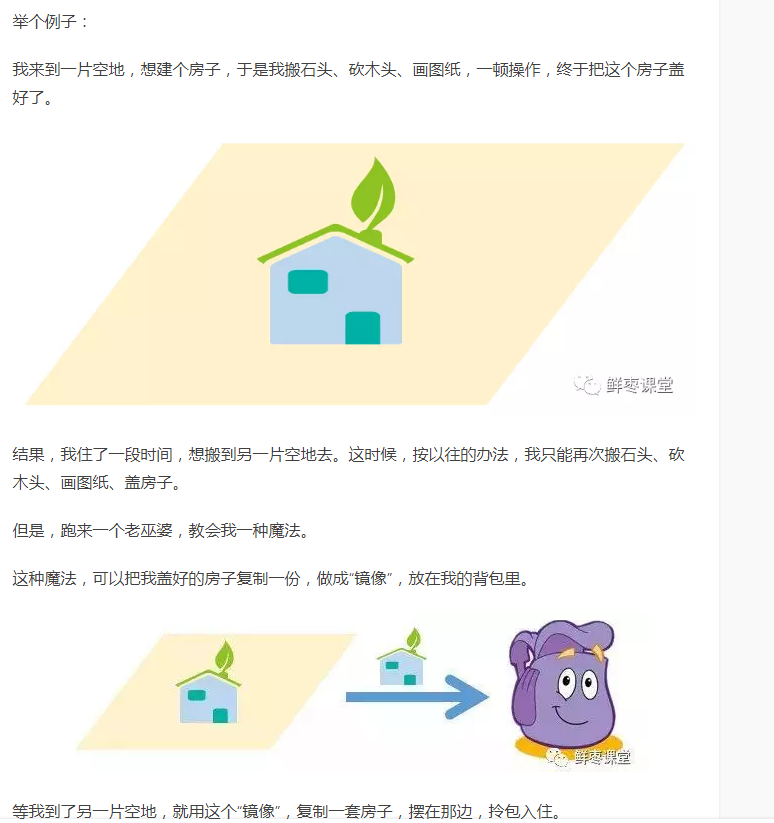 举个例子：
我来到一片空地，想建个房子，于是我搬石头、砍木头、画图纸，一顿操作，终于把这个房子盖
好了。
鲜枣课堂
结果，我住了一段时间，想搬到另一片空地去。这时候，按以往的办法，我只能再次搬石头、砍
木头、画图纸、盖房子。
但是，跑来一个老巫婆，教会我一种魔法。
这种魔法，可以把我盖好的房子复制一份，做成“镜像”，放在我的背包里。
鲜枣课堂
等我到了另一片空地，就用这个“镜像”，复制一套房子，摆在那边，拎包入住。